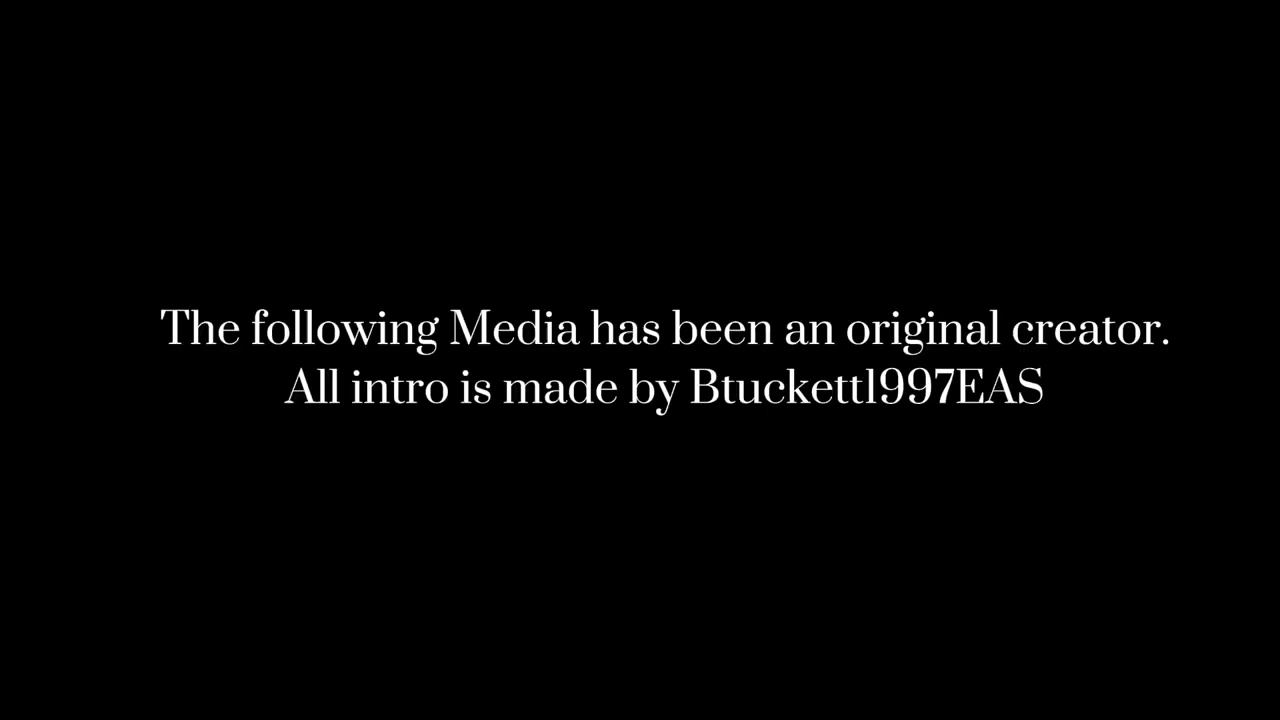 The following Media has been an original creator.
All intro is made by Btuckett1997EAS